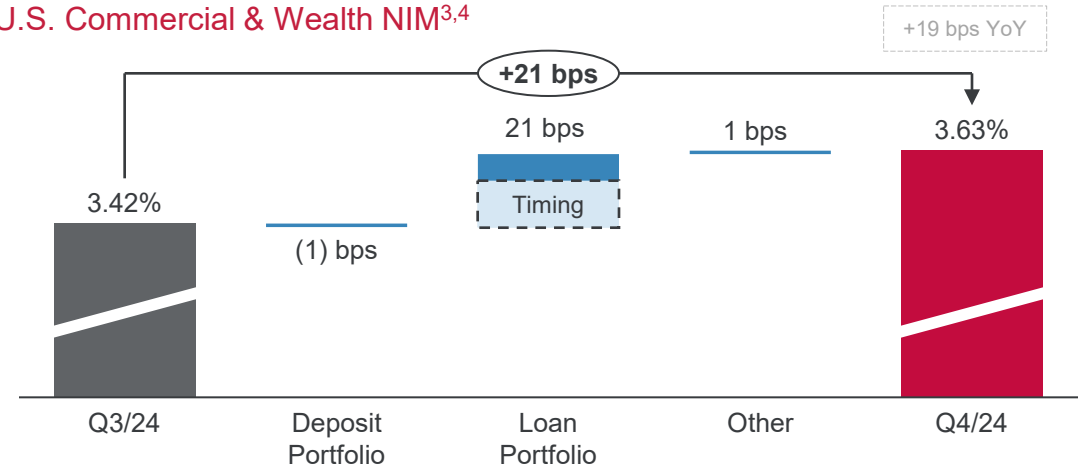 U.S. Commercial & Wealth NIM3,4
+19 bps YoY
+21 bps
21 bps
1 bps
3.63%
3.42%
Timing
(1) bps
Q3/24
Deposit
Portfolio
Loan
Portfolio
Other
Q4/24